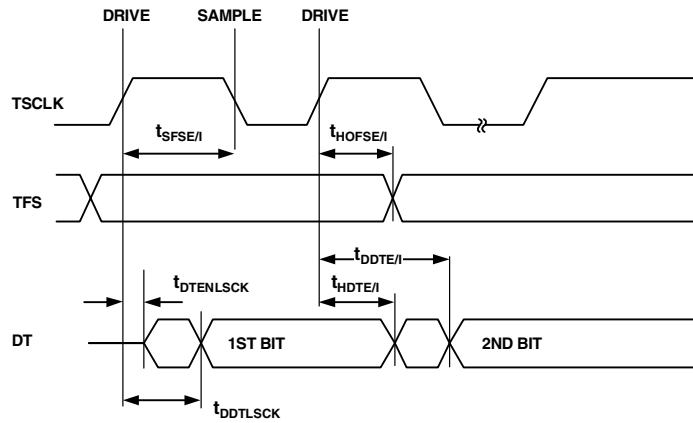 DRIVE SAMPLE DRIVE
TSCLK
tSFSE/I tHOFSE/I
TFS
tDDTE/I
tDTENLSCK tHDTE/I
DT 1ST BIT 2ND BIT
tDDTLSCK